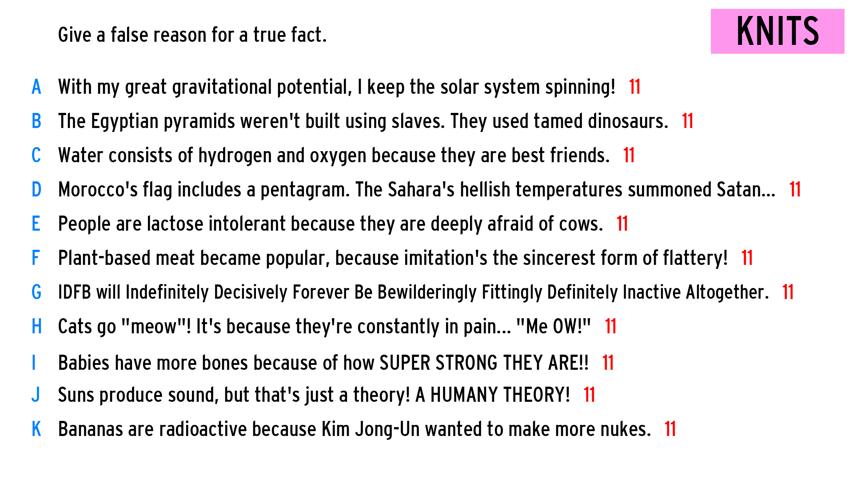 Give a false reason for a true fact.
KNITS
A With my great gravitational potential, I keep the solar system spinning! 11
B The Egyptian pyramids weren't built using slaves. They used tamed dinosaurs. 11
C Water consists of hydrogen and oxygen because they are best friends. 11
D Morocco's flag includes a pentagram. The Sahara's hellish temperatures summoned Satan... 11
E People are lactose intolerant because they are deeply afraid of cows. 11
F Plant-based meat became popular, because imitation's the sincerest form of flattery! 11
G IDFB will Indefinitely Decisively Forever Be Bewilderingly Fittingly Definitely Inactive Altogether. 11
H Cats go "meow"! It's because they're constantly in pain... "Me OW!" 11
I Babies have more bones because of how SUPER STRONG THEY ARE!! 11
J Suns produce sound, but that's just a theory! A HUMANY THEORY! 11
K Bananas are radioactive because Kim Jong-Un wanted to make more nukes. 11